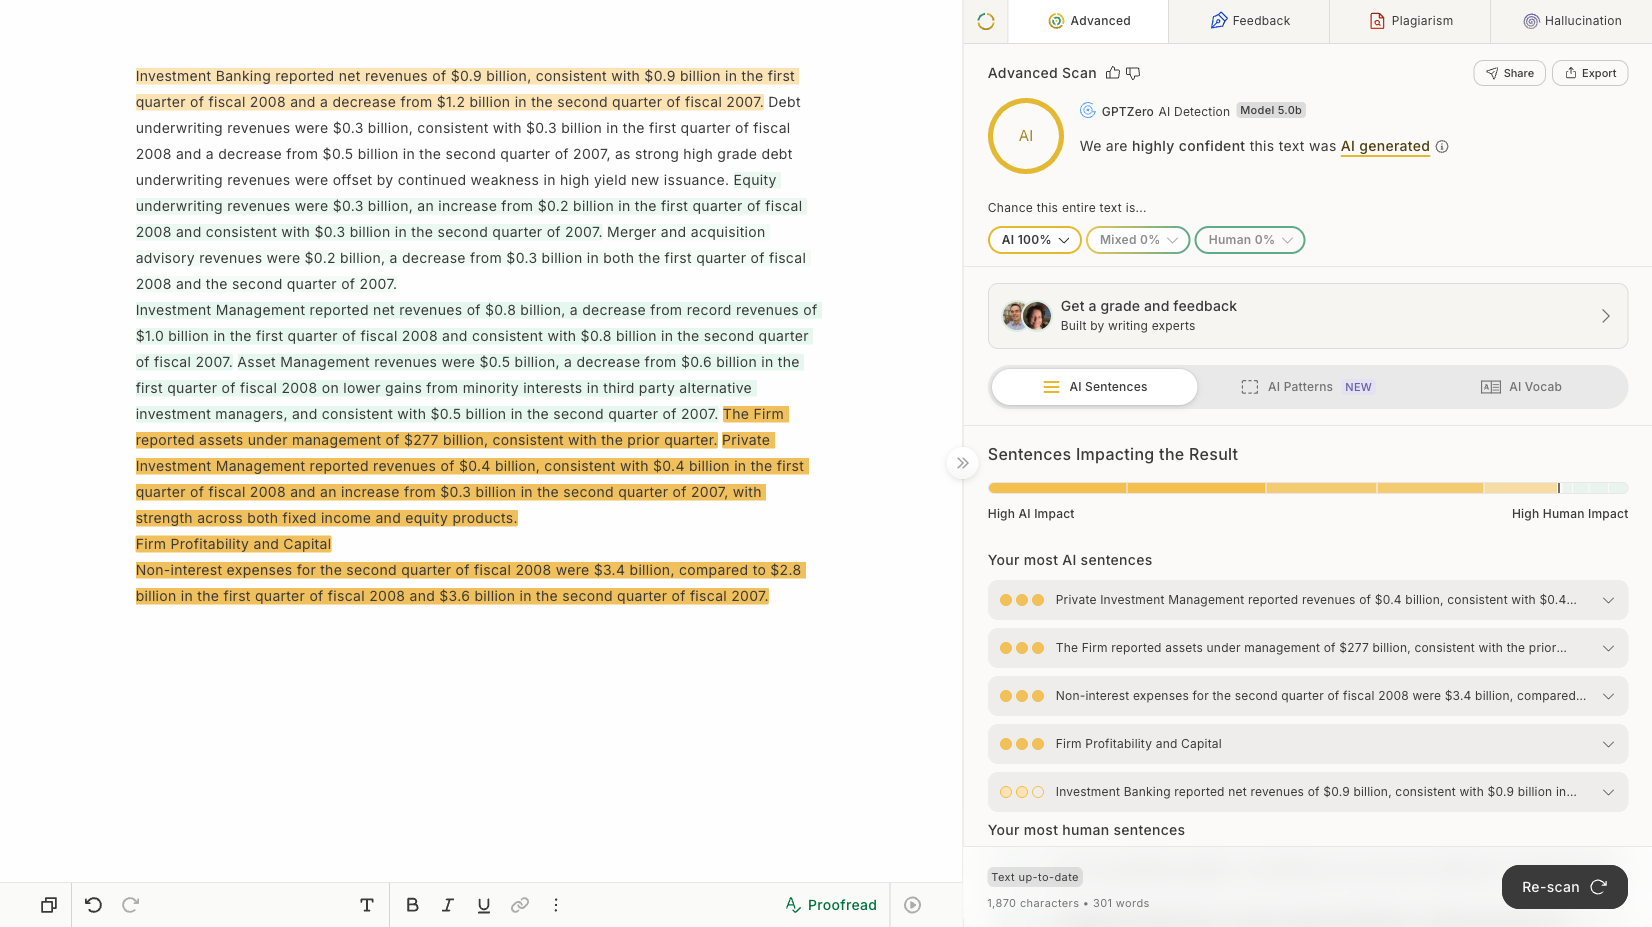 Investment Banking reported net revenues of $0.9 billion, consistent with $0.9 billion in the first
quarter of fiscal 2008 and a decrease from $1.2 billion in the second quarter of fiscal 2007. Debt
underwriting revenues were $0.3 billion, consistent with $0.3 billion in the first quarter of fiscal
2008 and a decrease from $0.5 billion in the second quarter of 2007, as strong high grade debt
underwriting revenues were offset by continued weakness in high yield new issuance. Equity
underwriting revenues were $0.3 billion, an increase from $0.2 billion in the first quarter of fiscal
2008 and consistent with $0.3 billion in the second quarter of 2007. Merger and acquisition
advisory revenues were $0.2 billion, a decrease from $0.3 billion in both the first quarter of fiscal
2008 and the second quarter of 2007.
Investment Management reported net revenues of $0.8 billion, a decrease from record revenues of
$1.0 billion in the first quarter of fiscal 2008 and consistent with $0.8 billion in the second quarter
of fiscal 2007. Asset Management revenues were $0.5 billion, a decrease from $0.6 billion in the
first quarter of fiscal 2008 on lower gains from minority interests in third party alternative
investment managers, and consistent with $0.5 billion in the second quarter of 2007. The Firm
reported assets under management of $277 billion, consistent with the prior quarter. Private
Investment Management reported revenues of $0.4 billion, consistent with $0.4 billion in the first
quarter of fiscal 2008 and an increase from $0.3 billion in the second quarter of 2007, with
strength across both fixed income and equity products.
Firm Profitability and Capital
Non-interest expenses for the second quarter of fiscal 2008 were $3.4 billion, compared to $2.8
billion in the first quarter of fiscal 2008 and $3.6 billion in the second quarter of fiscal 2007.
T B I U
Proofread
Advanced Feedback Plagiarism Hallucination
Advanced Scan
Share Export
AI
GPTZero AI Detection Model 5.0b
We are highly confident this text was AI generated
Chance this entire text is...
AI 100% Mixed 0% Human 0%
Get a grade and feedback
Built by writing experts
AI Sentences AI Patterns NEW AI Vocab
Sentences Impacting the Result
High AI Impact High Human Impact
Your most AI sentences
Private Investment Management reported revenues of $0.4 billion, consistent with $0.4...
The Firm reported assets under management of $277 billion, consistent with the prior...
Non-interest expenses for the second quarter of fiscal 2008 were $3.4 billion, compared...
Firm Profitability and Capital
Investment Banking reported net revenues of $0.9 billion, consistent with $0.9 billion in...
Your most human sentences
Text up-to-date
1,870 characters • 301 words
Re-scan